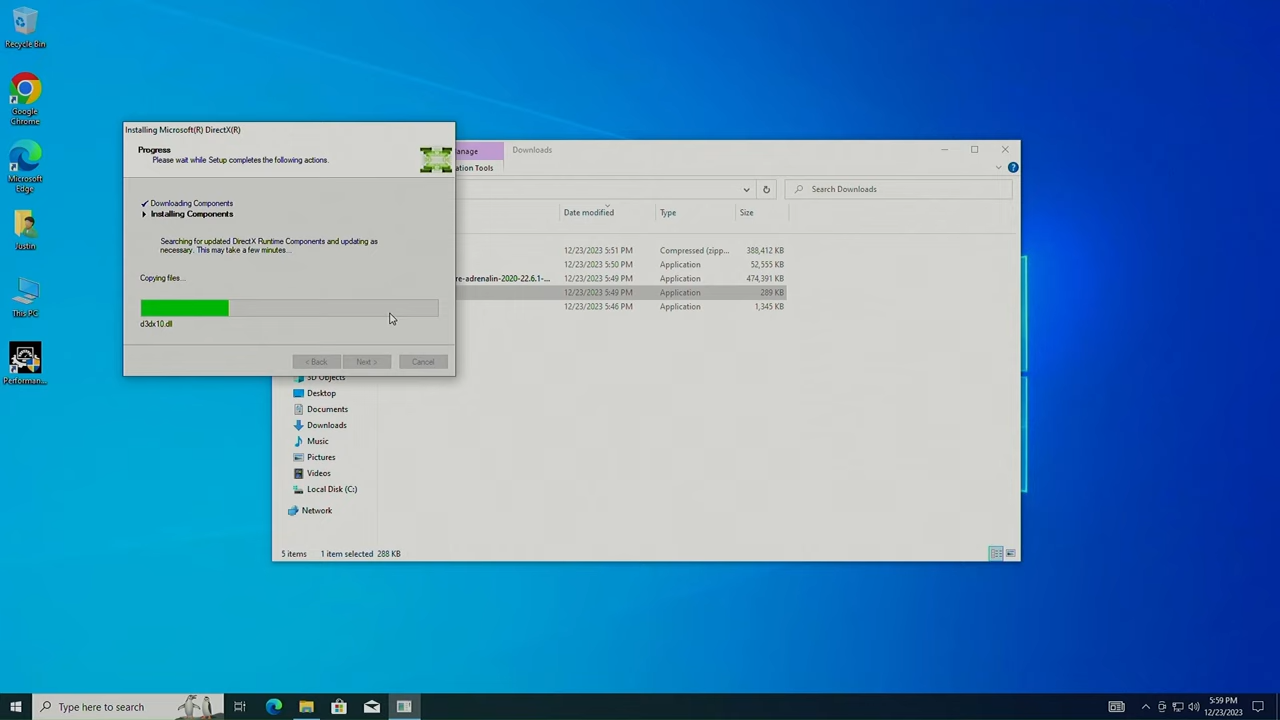 Recycle Bin
Google
Chrome
Microsoft
Edge
Justin
This PC
Performan...
Installing Microsoft(R) DirectX(R)
Progress
Please wait while Setup completes the following actions.
Downloading Components
Installing Components
Searching for updated DirectX Runtime Components and updating as
necessary. This may take a few minutes...
Copying files...
d3dx10.dll
< Back
Next >
Cancel
anage
Downloads
ation Tools
Search Downloads
Date modified
Type
Size
12/23/2023 5:51 PM Compressed (zipp... 388,412 KB
12/23/2023 5:50 PM Application 52,555 KB
re-adrenalin-2020-22.6.1-... 12/23/2023 5:49 PM Application 474,391 KB
12/23/2023 5:49 PM Application 289 KB
12/23/2023 5:46 PM Application 1,345 KB
3D Objects
Desktop
Documents
Downloads
Music
Pictures
Videos
Local Disk (C:)
Network
5 items 1 item selected 288 KB
Type here to search
5:59 PM
12/23/2023